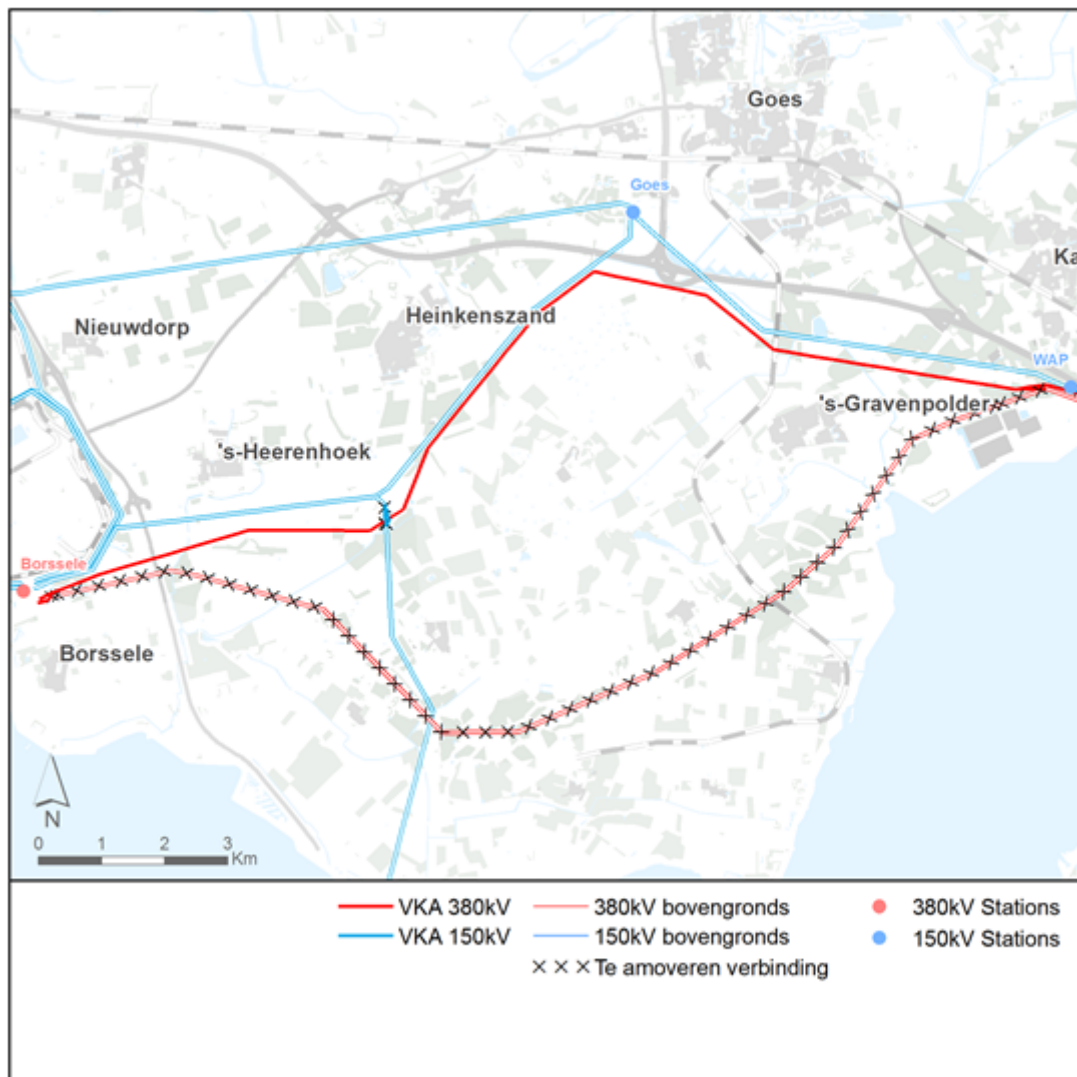 Goes
Goes
Ka
Nieuwdorp
Heinkenszand
WAP
's-Gravenpolder
's-Heerenhoek
Borssele
Borssele
N
0 1 2 3
Km
VKA 380kV 380kV bovengronds 380kV Stations
VKA 150kV 150kV bovengronds 150kV Stations
Te amoveren verbinding